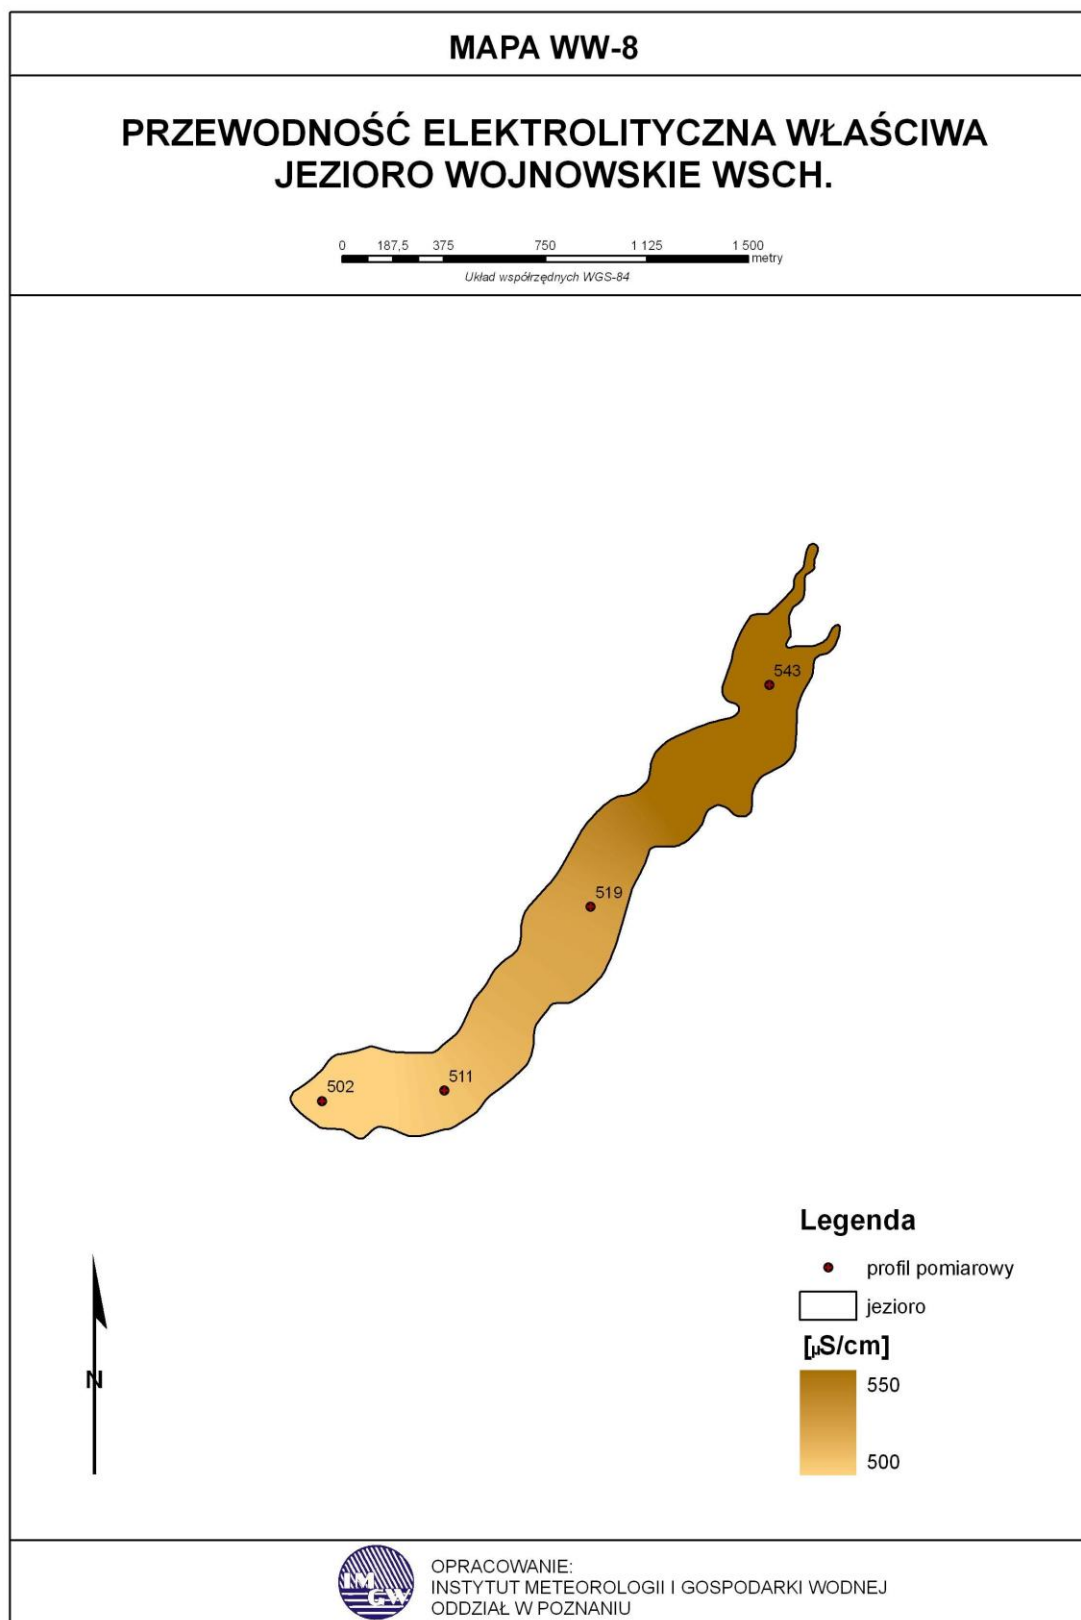 MAPA WW-8
PRZEWODNOŚĆ ELEKTROLITYCZNA WŁAŚCIWA
JEZIORO WOJNOWSKIE WSCH.
0 187,5 375 750 1 125 1 500
metry
Układ współrzędnych WGS-84
543
519
511
502
Legenda
profil pomiarowy
jezioro
[µS/cm]
550
500
N
IM
GW
OPRACOWANIE:
INSTYTUT METEOROLOGII I GOSPODARKI WODNEJ
ODDZIAŁ W POZNANIU